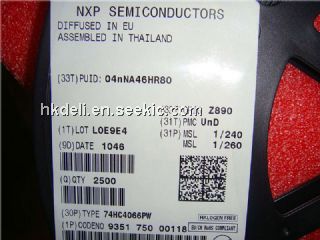 NXP SEMICONDUCTORS
DIFFUSED IN EU
ASSEMBLED IN THAILAND
(33T) PUID: 04nNA46HR80
Z890
(31T) PMC UnD
(1T) LOT L0E9E4
(31P) MSL 1/240
(9D) DATE 1046
MSL 1/260
(Q) QTY 2500
HALOGEN FREE
(30P) TYPE 74HC4066PW
(1P) CODENO 9351 750 00118
hkdeli.en.seekic.com